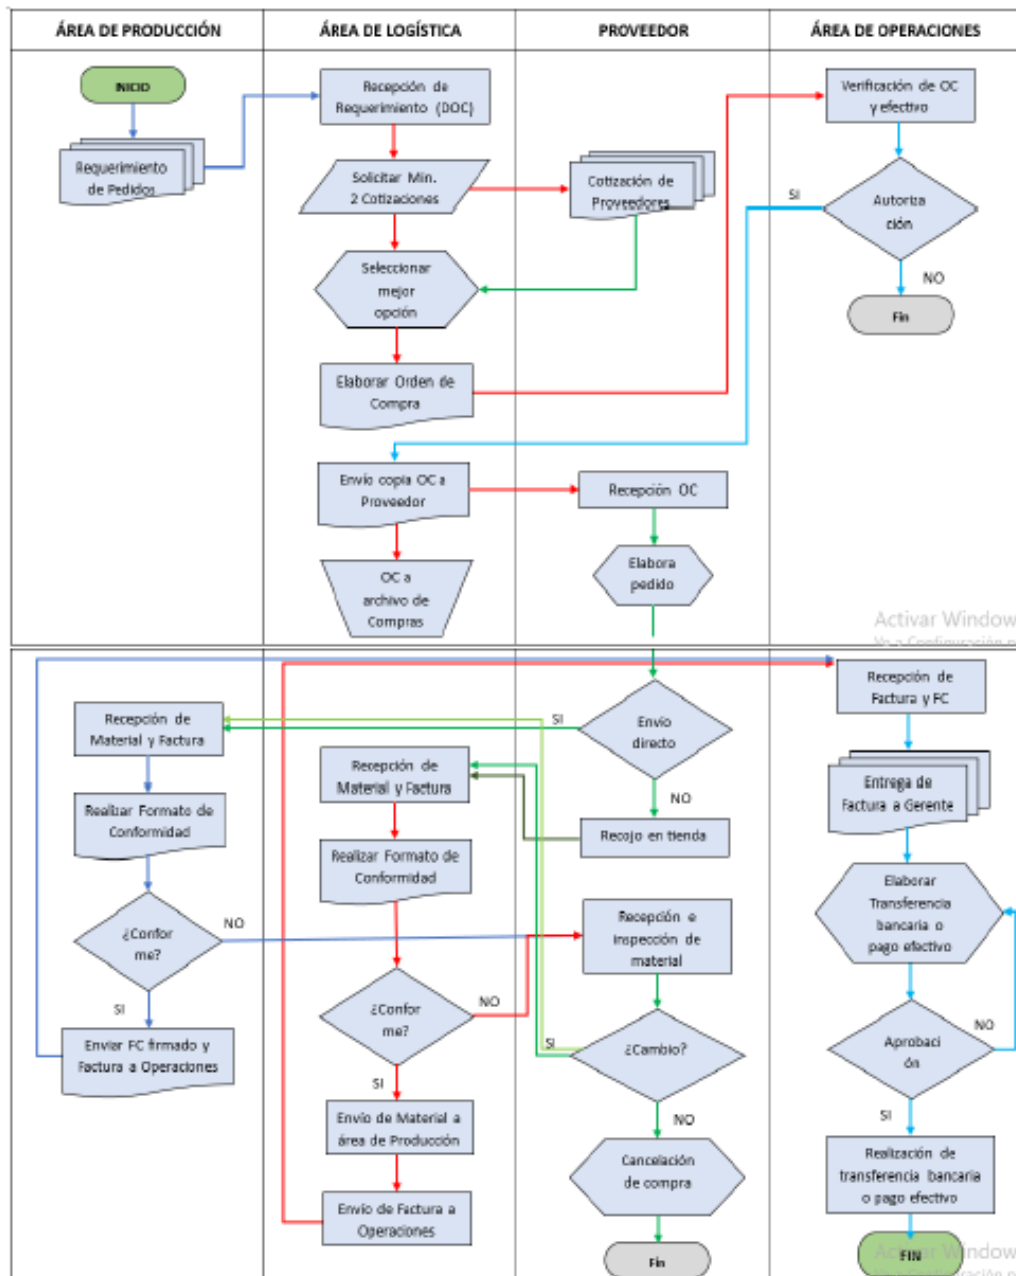 ÁREA DE PRODUCCIÓN
ÁREA DE LOGÍSTICA
PROVEEDOR
ÁREA DE OPERACIONES
INICIO
Requerimiento
de Pedidos
Recepción de
Requerimiento (DOC)
Solicitar Min.
2 Cotizaciones
Seleccionar
mejor
opción
Elaborar Orden de
Compra
Envío copia OC a
Proveedor
OC a
archivo de
Compras
Cotización de
Proveedores
Recepción OC
Elabora
pedido
Verificación de OC
y efectivo
Autoriza
ción
SI
NO
Fin
Activar Window
Recepción de
Material y Factura
Realizar Formato de
Conformidad
¿Confor
me?
NO
SI
Enviar FC firmado y
Factura a Operaciones
Recepción de
Material y Factura
Realizar Formato de
Conformidad
¿Confor
me?
NO
SI
Envío de Material a
área de Producción
Envío de Factura a
Operaciones
Envío
directo
SI
NO
Recojo en tienda
Recepción e
inspección de
material
¿Cambio?
SI
NO
Cancelación
de compra
Fin
Recepción de
Factura y FC
Entrega de
Factura a Gerente
Elaborar
Transferencia
bancaria o
pago efectivo
Aprobaci
ón
NO
SI
Realización de
transferencia bancaria
o pago efectivo
FIN
Activar Window